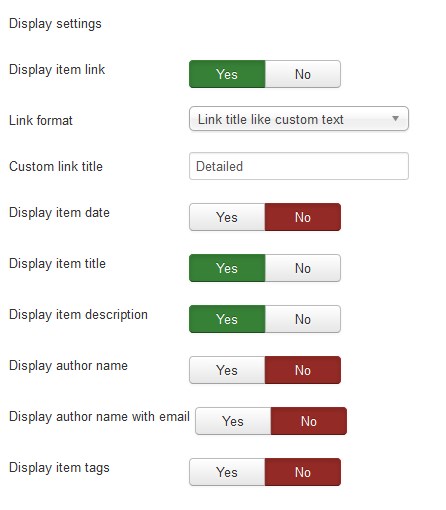 Display settings
Display item link Yes No
Link format Link title like custom text
Custom link title Detailed
Display item date Yes No
Display item title Yes No
Display item description Yes No
Display author name Yes No
Display author name with email Yes No
Display item tags Yes No